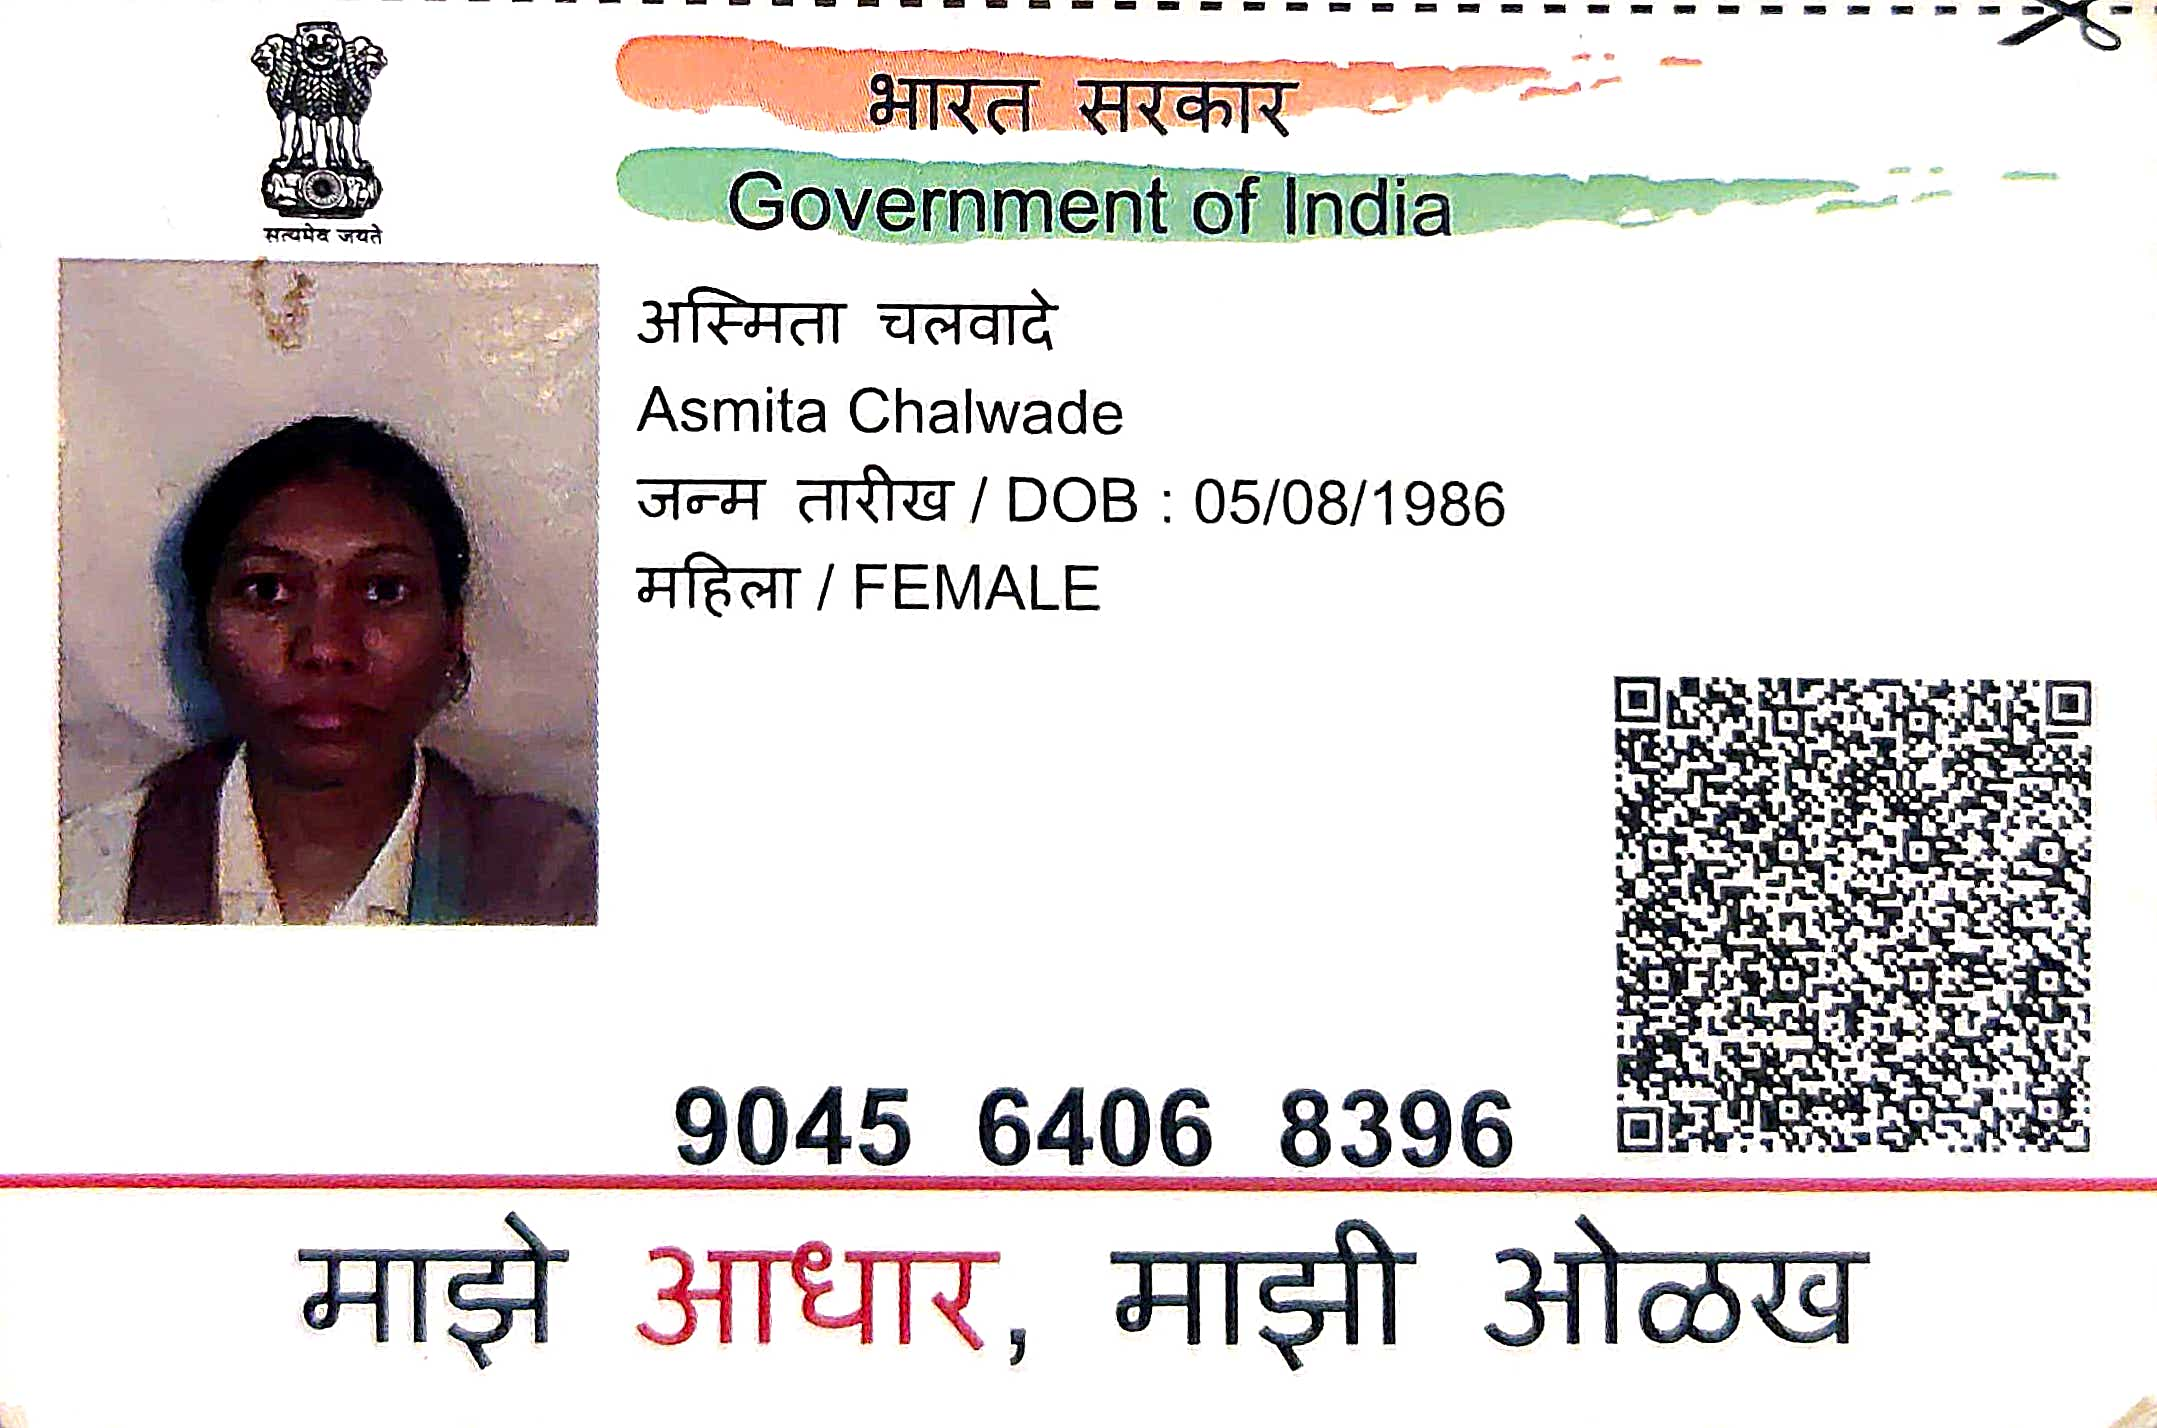 भारत सरकार
Government of India
सत्यमेव जयते
अस्मिता चलवादे
Asmita Chalwade
जन्म तारीख / DOB : 05/08/1986
महिला / FEMALE
9045 6406 8396
माझे आधार, माझी ओळख